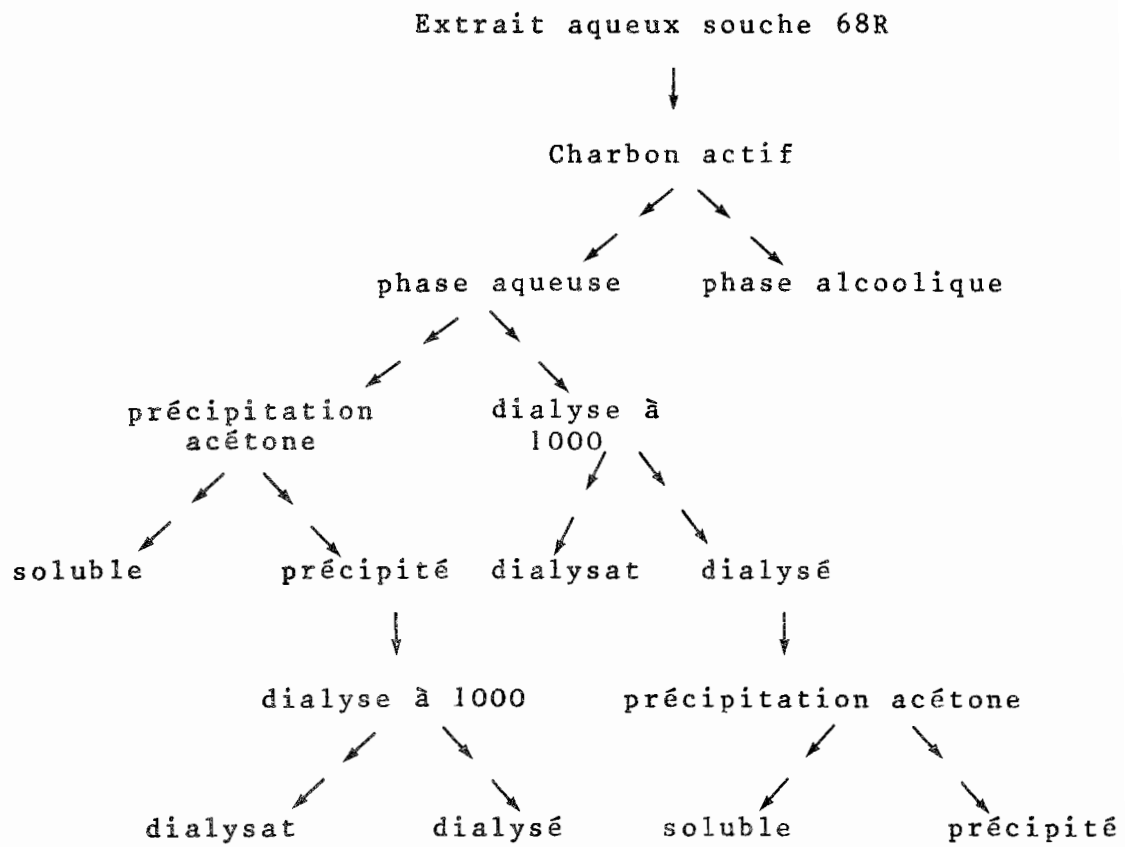 Extrait aqueux souche 68R
Charbon actif
phase aqueuse phase alcoolique
précipitation acétone
dialyse à 1000
soluble précipité dialysat dialysé
dialyse à 1000 précipitation acétone
dialysat dialysé soluble précipité